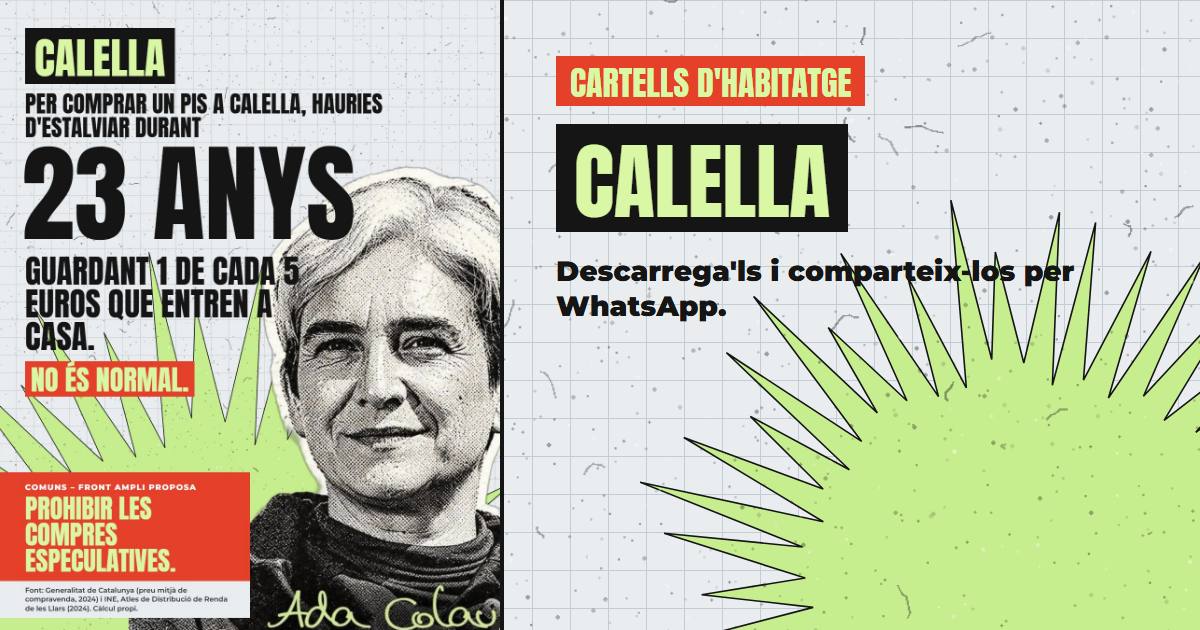 CALELLA
PER COMPRAR UN PIS A CALELLA, HAURIES
D'ESTALVIAR DURANT
23 ANYS
GUARDANT 1 DE CADA 5
EUROS QUE ENTREN A
CASA.
NO ÉS NORMAL.
COMUNS – FRONT AMPLI PROPOSA
PROHIBIR LES
COMPRES
ESPECULATIVES.
Font: Generalitat de Catalunya (preu mitjà de
compravenda, 2024) i INE, Atles de Distribució de Renda
de les Llars (2024). Càlcul propi.
Ada Colau
CARTELLS D'HABITATGE
CALELLA
Descarrega'ls i comparteix-los per
WhatsApp.